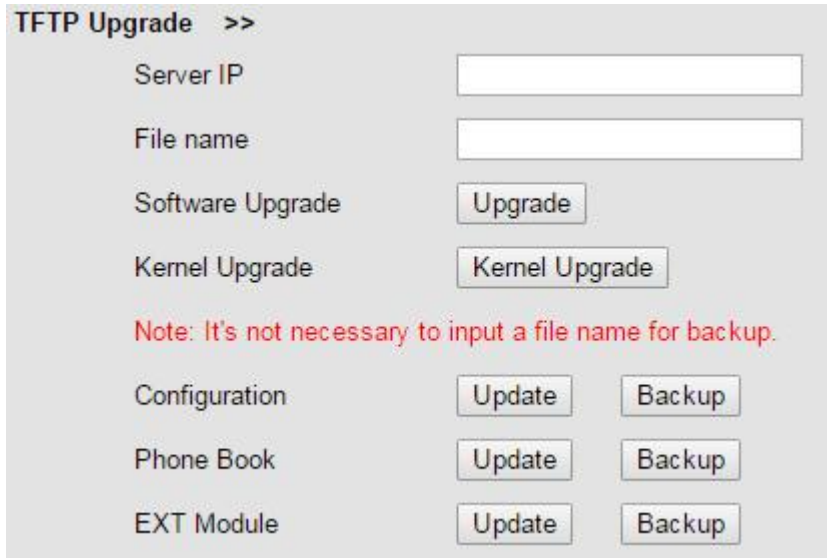 TFTP Upgrade >>
Server IP
File name
Software Upgrade Upgrade
Kernel Upgrade Kernel Upgrade
Note: It's not necessary to input a file name for backup.
Configuration Update Backup
Phone Book Update Backup
EXT Module Update Backup